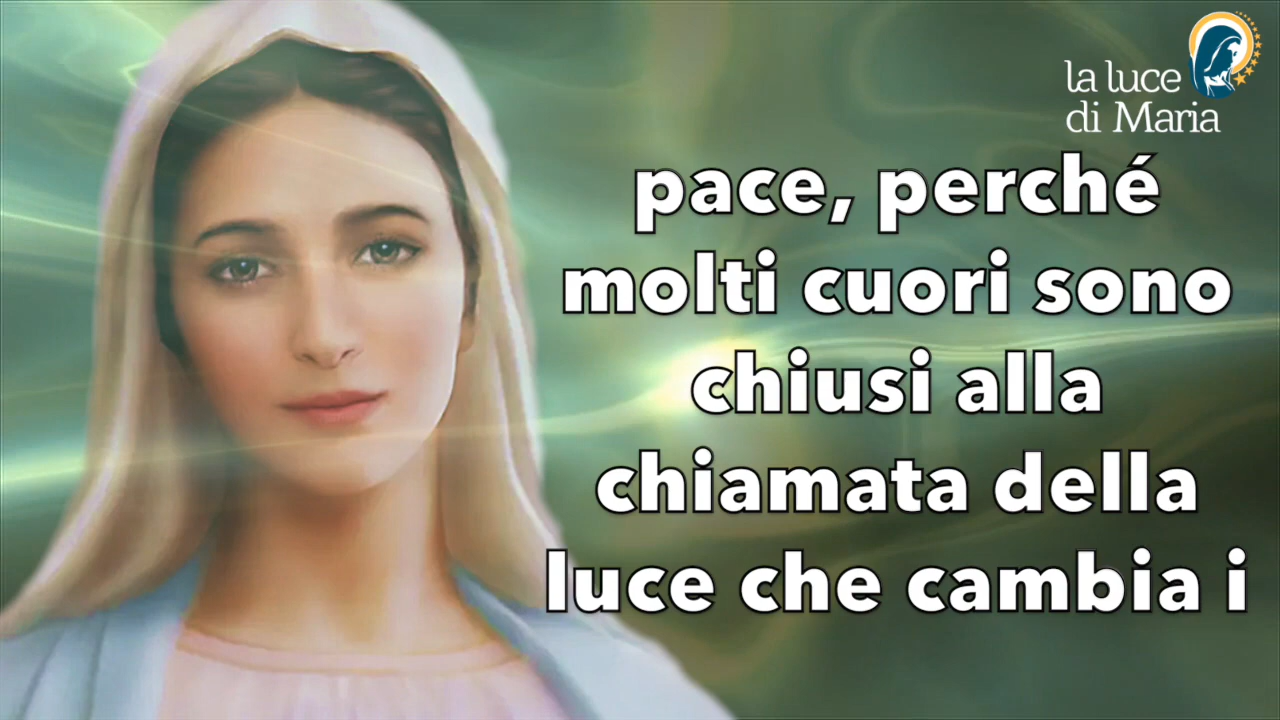 la luce
di Maria
pace, perché
molti cuori sono
chiusi alla
chiamata della
luce che cambia i